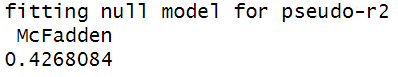 fitting null model for pseudo-r2
McFadden
0.4268084